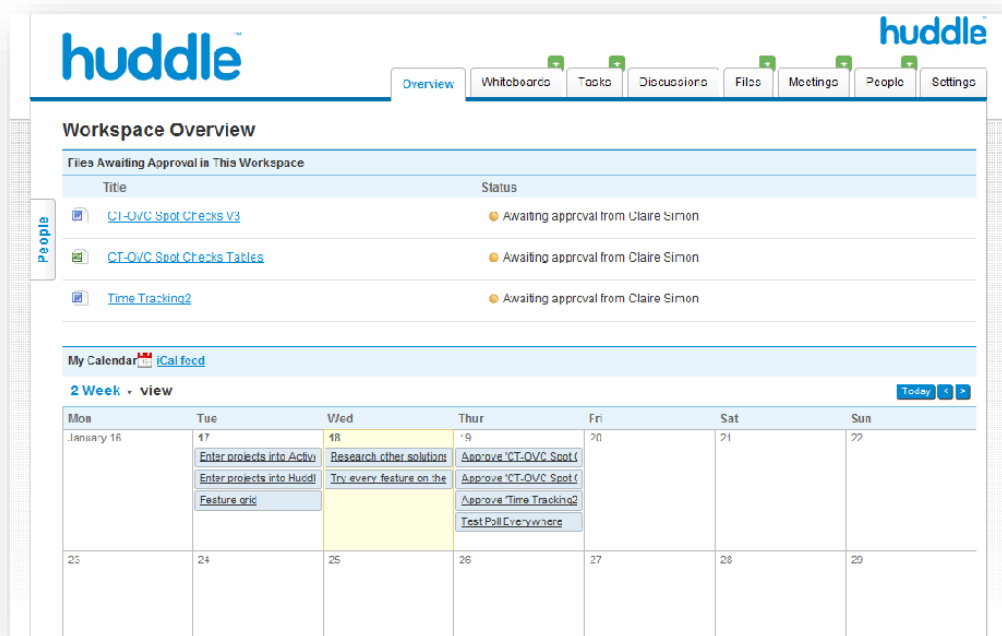 huddle
huddle
Overview Whiteboards Tasks Discussions Files Meetings People Settings
Workspace Overview
Files Awaiting Approval in This Workspace
Title Status
People
CT-OVC Spot Checks V3 Awaiting approval from Claire Simon
CT-OVC Spot Checks Tables Awaiting approval from Claire Simon
Time Tracking2 Awaiting approval from Claire Simon
My Calendar iCal feed
2 Week view Today < >
Mon Tue Wed Thur Fri Sat Sun
January 16 17 18 19 20 21 22
Enter projects into Active Research other solutions Approve 'CT-OVC Spot C
Enter projects into Huddl Try every feature on the Approve 'CT-OVC Spot C
Feature grid Approve 'Time Tracking2
Test Poll Everywhere
23 24 25 26 27 28 29